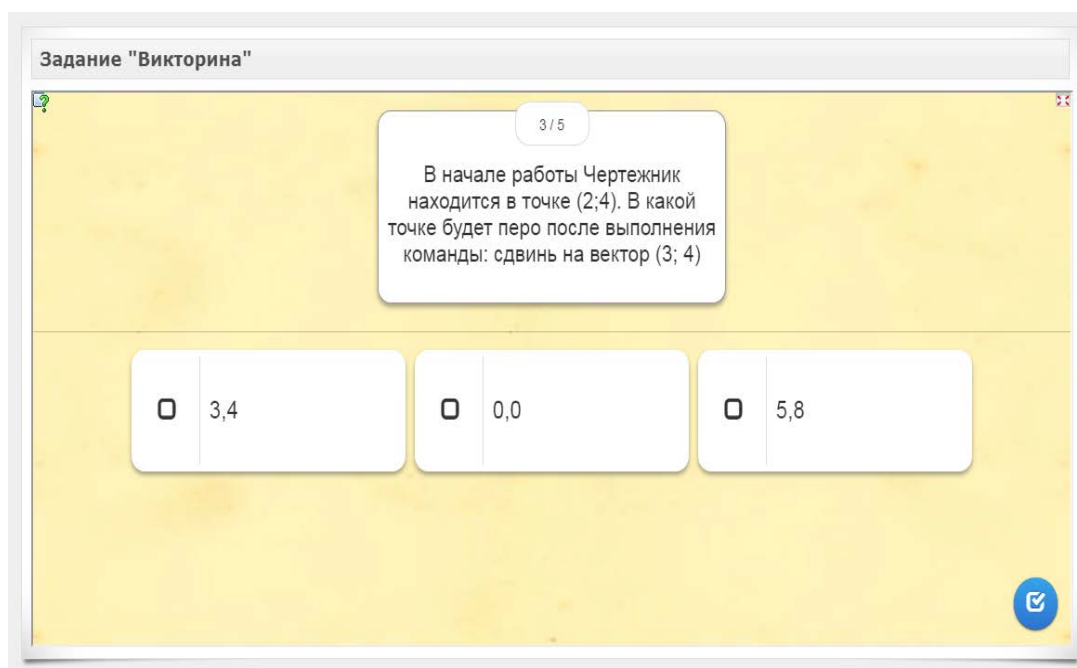 Задание "Викторина"
3 / 5
В начале работы Чертежник
находится в точке (2;4). В какой
точке будет перо после выполнения
команды: сдвинь на вектор (3; 4)
3,4
0,0
5,8